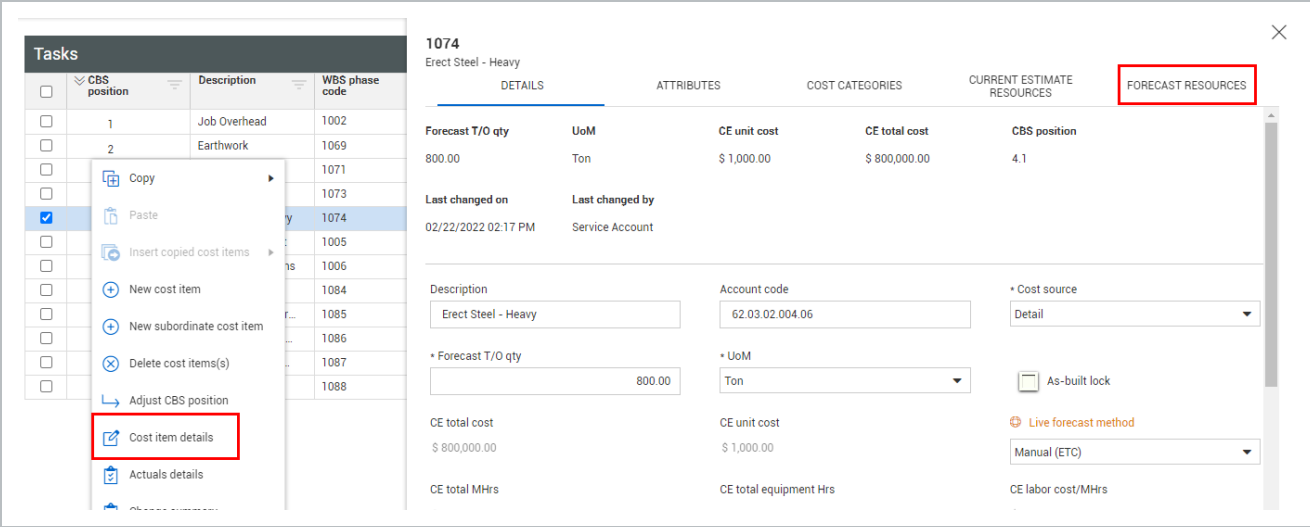 Tasks
CBS position
Description
WBS phase code
1
Job Overhead
1002
2
Earthwork
1069
1071
1073
1074
1005
1006
1084
1085
1086
1087
1088
Copy
Paste
Insert copied cost items
New cost item
New subordinate cost item
Delete cost items(s)
Adjust CBS position
Cost item details
Actuals details
1074
Erect Steel - Heavy
DETAILS
ATTRIBUTES
COST CATEGORIES
CURRENT ESTIMATE
RESOURCES
FORECAST RESOURCES
Forecast T/O qty
UoM
CE unit cost
CE total cost
CBS position
800.00
Ton
$ 1,000.00
$ 800,000.00
4.1
Last changed on
Last changed by
02/22/2022 02:17 PM
Service Account
Description
Account code
* Cost source
Erect Steel - Heavy
62.03.02.004.06
Detail
* Forecast T/O qty
* UoM
800.00
Ton
As-built lock
CE total cost
CE unit cost
Live forecast method
$ 800,000.00
$ 1,000.00
Manual (ETC)
CE total MHrs
CE total equipment Hrs
CE labor cost/MHrs